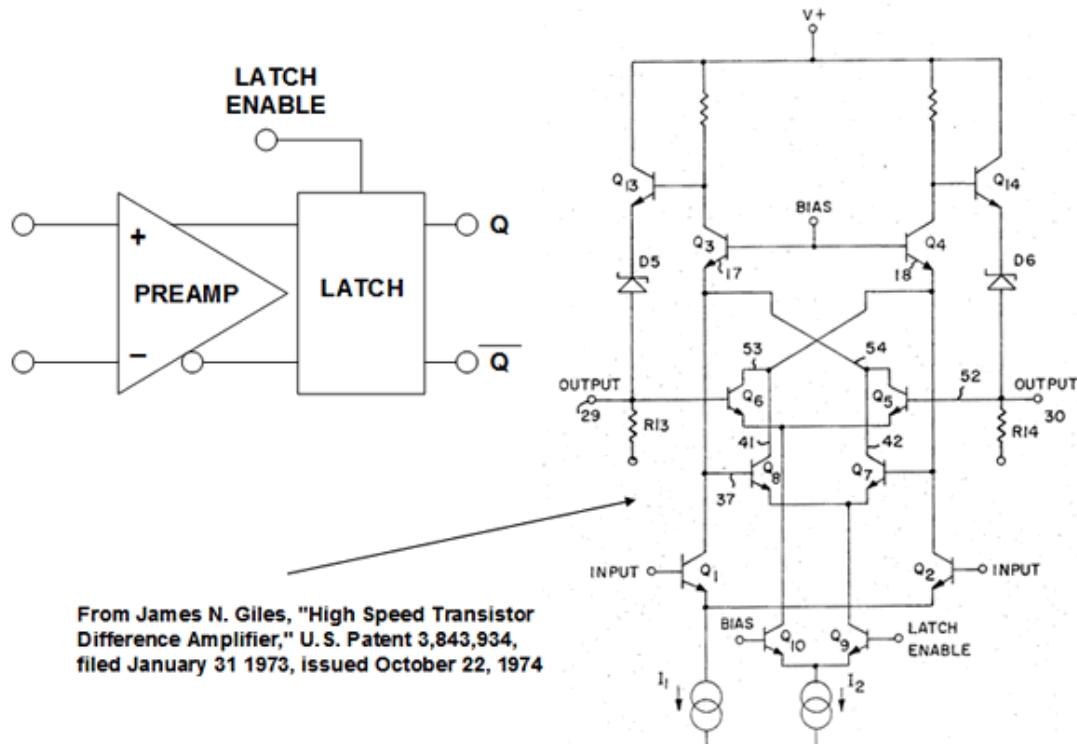 LATCH
ENABLE
+
PREAMP
−
LATCH
Q
Q
V+
Q13
Q14
BIAS
Q3
Q4
17
18
D5
D6
53
54
52
OUTPUT
29
Q6
Q5
OUTPUT
30
R13
R14
41
42
Q8
Q7
37
INPUT
Q1
Q2
INPUT
BIAS
Q10
Q9
LATCH
ENABLE
I1
I2
From James N. Giles, "High Speed Transistor
Difference Amplifier," U.S. Patent 3,843,934,
filed January 31 1973, issued October 22, 1974